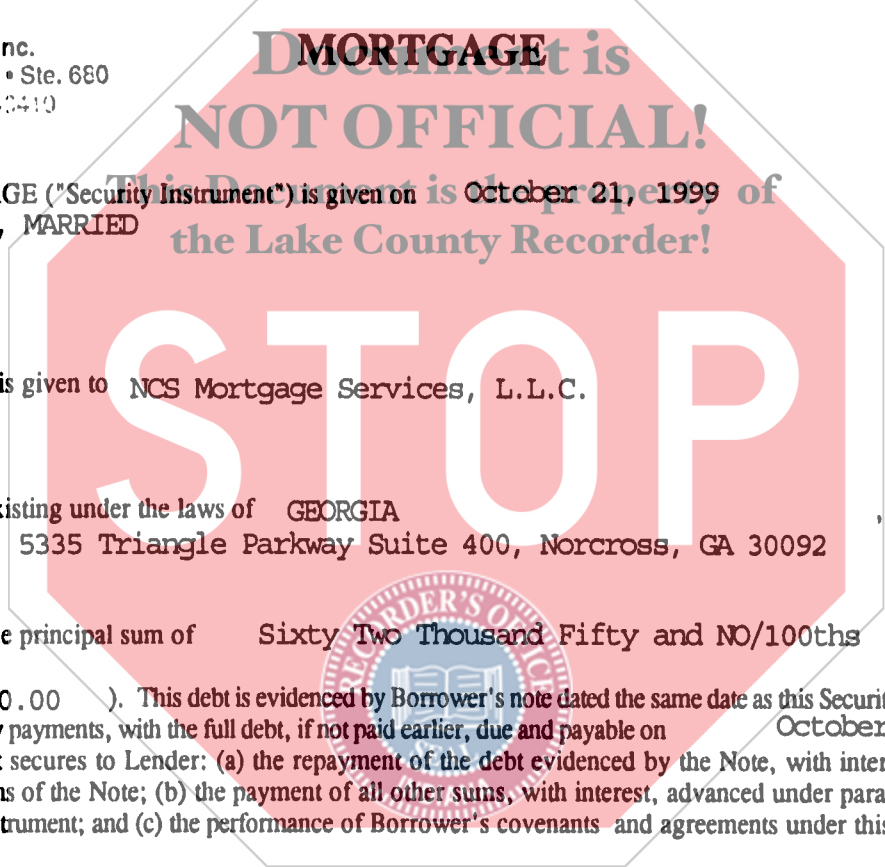 nc.
MORTGAGE
• Ste. 680
Document is
NOT OFFICIAL!
This Document is the property of
the Lake County Recorder!
GE ("Security Instrument") is given on October 21, 1999
, MARRIED
STOP
is given to NCS Mortgage Services, L.L.C.
isting under the laws of GEORGIA ,
5335 Triangle Parkway Suite 400, Norcross, GA 30092
RECORDER'S OFFICE
SEAL
e principal sum of Sixty Two Thousand Fifty and NO/100ths
0.00 ). This debt is evidenced by Borrower's note dated the same date as this Securit
payments, with the full debt, if not paid earlier, due and payable on October
secures to Lender: (a) the repayment of the debt evidenced by the Note, with inter
ns of the Note; (b) the payment of all other sums, with interest, advanced under para
trument; and (c) the performance of Borrower's covenants and agreements under this